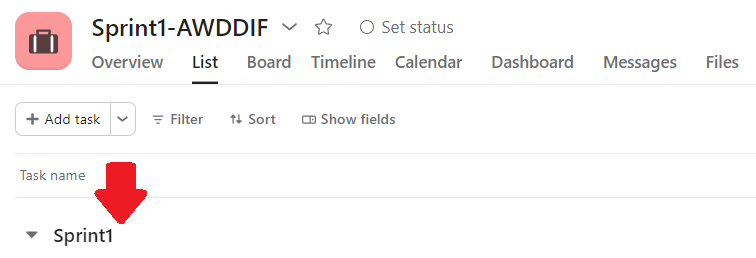 Sprint1-AWDDIF Set status
Overview List Board Timeline Calendar Dashboard Messages Files
+ Add task Filter Sort Show fields
Task name
Sprint1